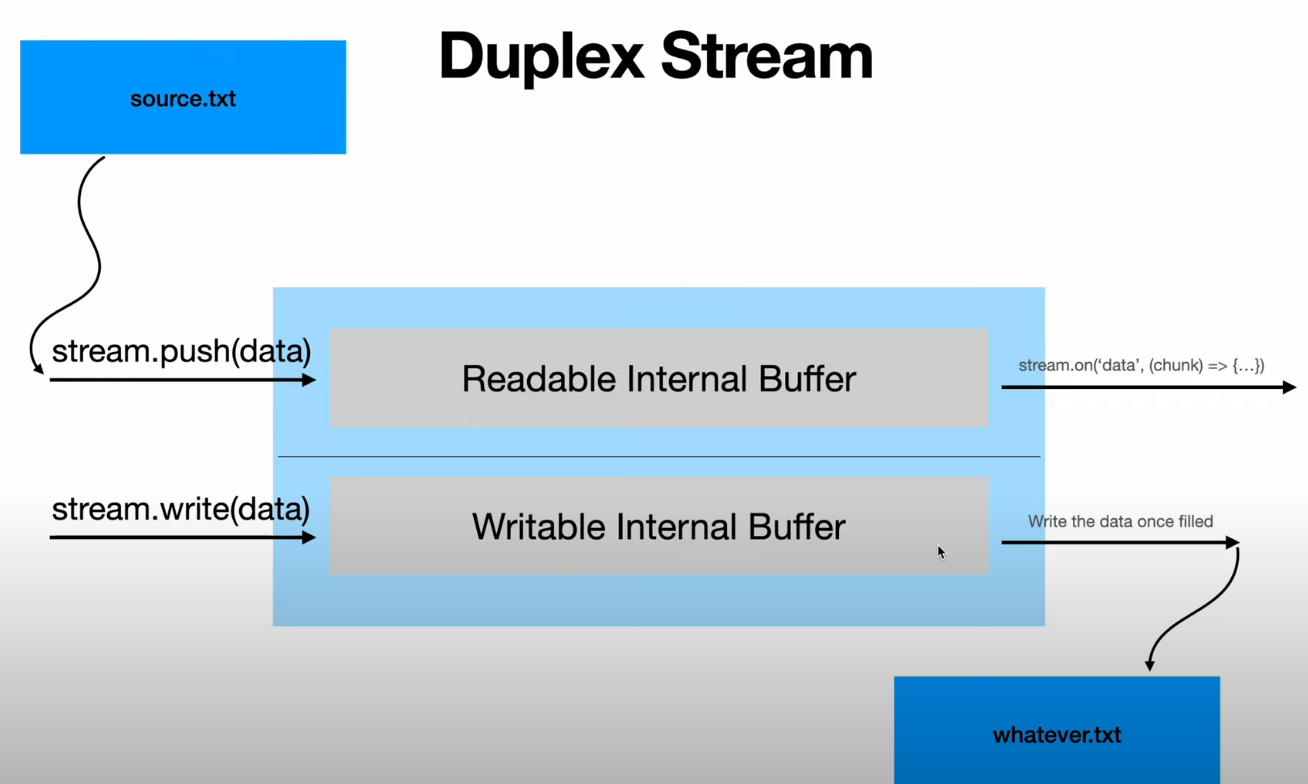 Duplex Stream
source.txt
stream.push(data)
Readable Internal Buffer
stream.on(‘data’, (chunk) => {…})
stream.write(data)
Writable Internal Buffer
Write the data once filled
whatever.txt